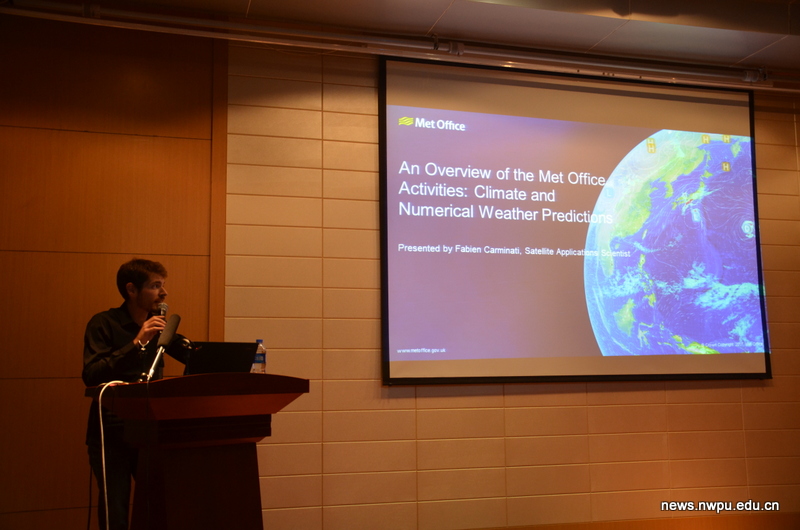 Met Office
An Overview of the Met Office
Activities: Climate and
Numerical Weather Predictions
Presented by Fabien Carminati, Satellite Applications Scientist
www.metoffice.gov.uk
news.nwpu.edu.cn